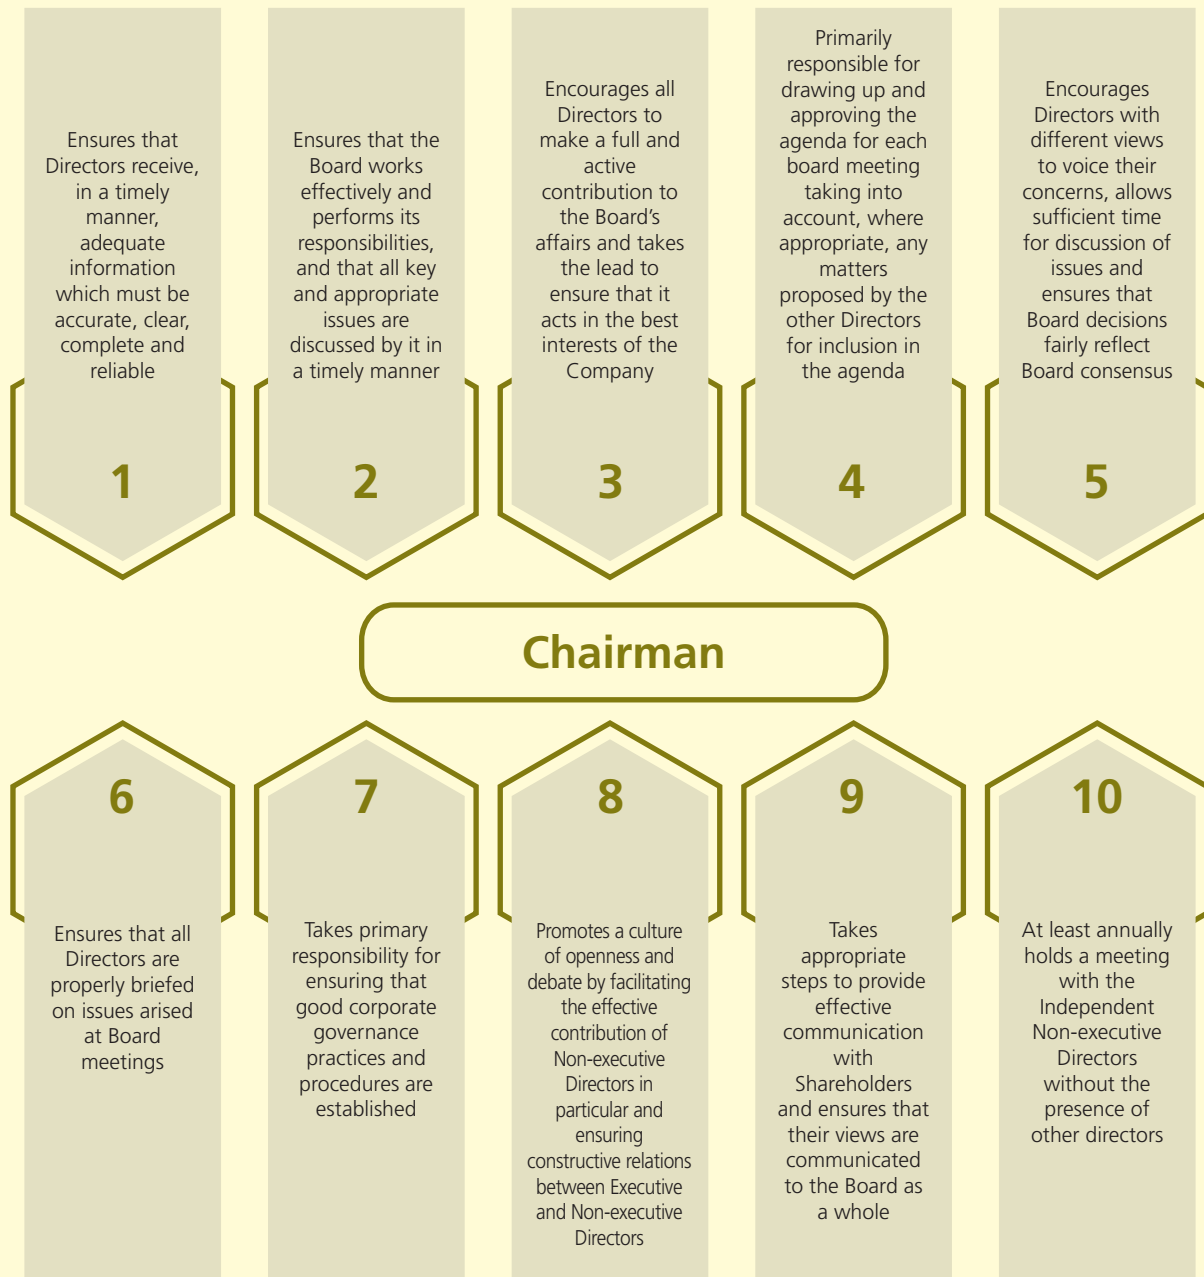 Ensures that
Directors receive,
in a timely
manner,
adequate
information
which must be
accurate, clear,
complete and
reliable
1
Ensures that the
Board works
effectively and
performs its
responsibilities,
and that all key
and appropriate
issues are
discussed by it in
a timely manner
2
Encourages all
Directors to
make a full and
active
contribution to
the Board’s
affairs and takes
the lead to
ensure that it
acts in the best
interests of the
Company
3
Primarily
responsible for
drawing up and
approving the
agenda for each
board meeting
taking into
account, where
appropriate, any
matters
proposed by the
other Directors
for inclusion in
the agenda
4
Encourages
Directors with
different views
to voice their
concerns, allows
sufficient time
for discussion of
issues and
ensures that
Board decisions
fairly reflect
Board consensus
5
Chairman
6
Ensures that all
Directors are
properly briefed
on issues arised
at Board
meetings
7
Takes primary
responsibility for
ensuring that
good corporate
governance
practices and
procedures are
established
8
Promotes a culture
of openness and
debate by facilitating
the effective
contribution of
Non-executive
Directors in
particular and
ensuring
constructive relations
between Executive
and Non-executive
Directors
9
Takes
appropriate
steps to provide
effective
communication
with
Shareholders
and ensures that
their views are
communicated
to the Board as
a whole
10
At least annually
holds a meeting
with the
Independent
Non-executive
Directors
without the
presence of
other directors